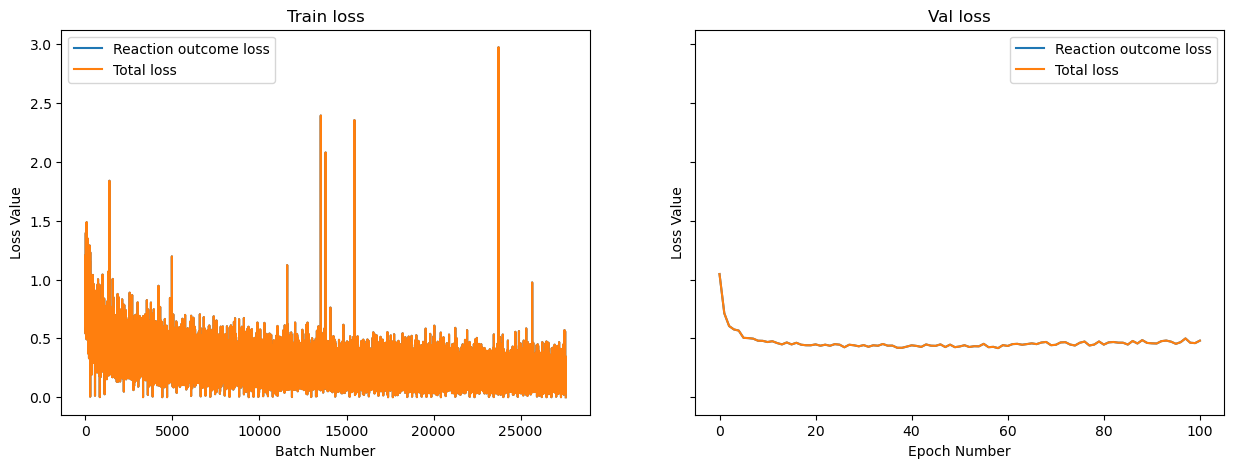 Train loss
Reaction outcome loss
Total loss
3.0
2.5
2.0
1.5
1.0
0.5
0.0
Loss Value
0
5000
10000
15000
20000
25000
Batch Number
Val loss
Reaction outcome loss
Total loss
Loss Value
0
20
40
60
80
100
Epoch Number